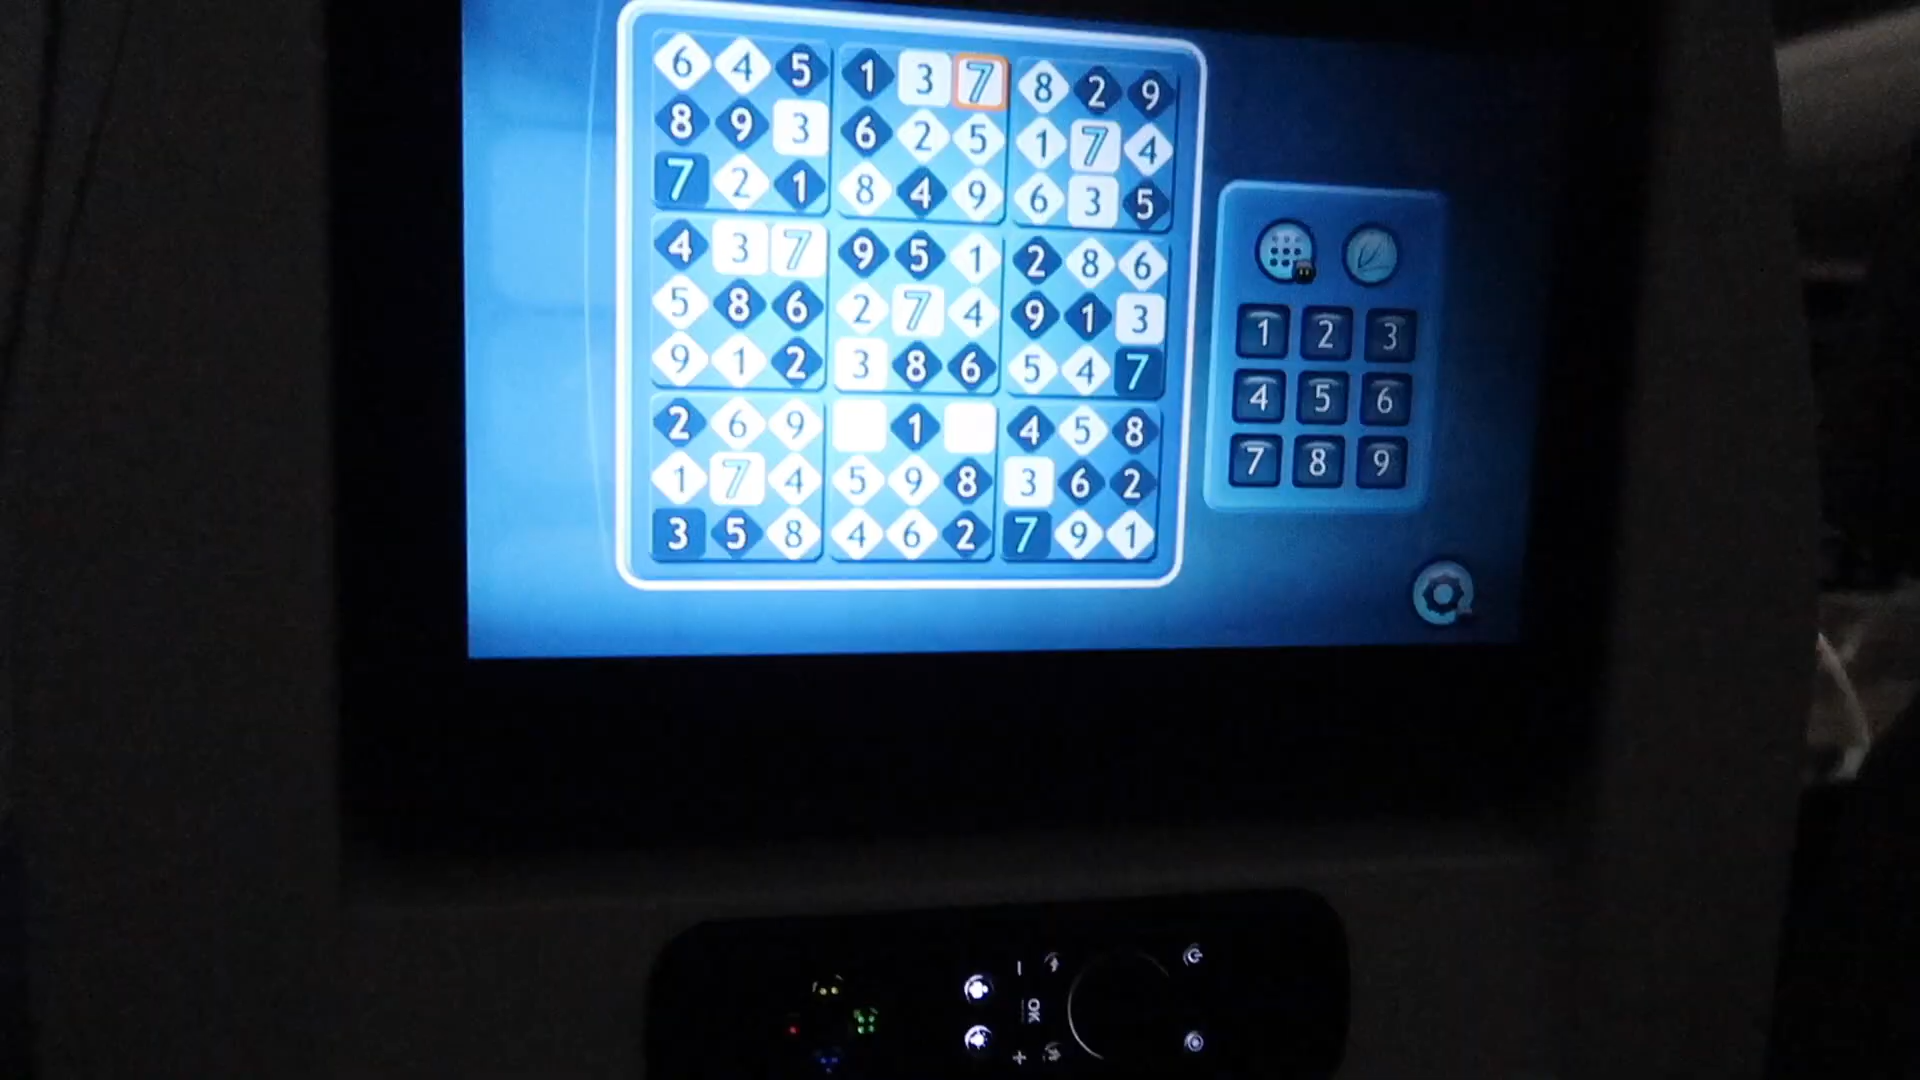 6 4 5 1 3 7 8 2 9
8 9 3 6 2 5 1 7 4
7 2 1 8 4 9 6 3 5
4 3 7 9 5 1 2 8 6
5 8 6 2 7 4 9 1 3
9 1 2 3 8 6 5 4 7
2 6 9 1 4 5 8
1 7 4 5 9 8 3 6 2
3 5 8 4 6 2 7 9 1
1 2 3
4 5 6
7 8 9
OK